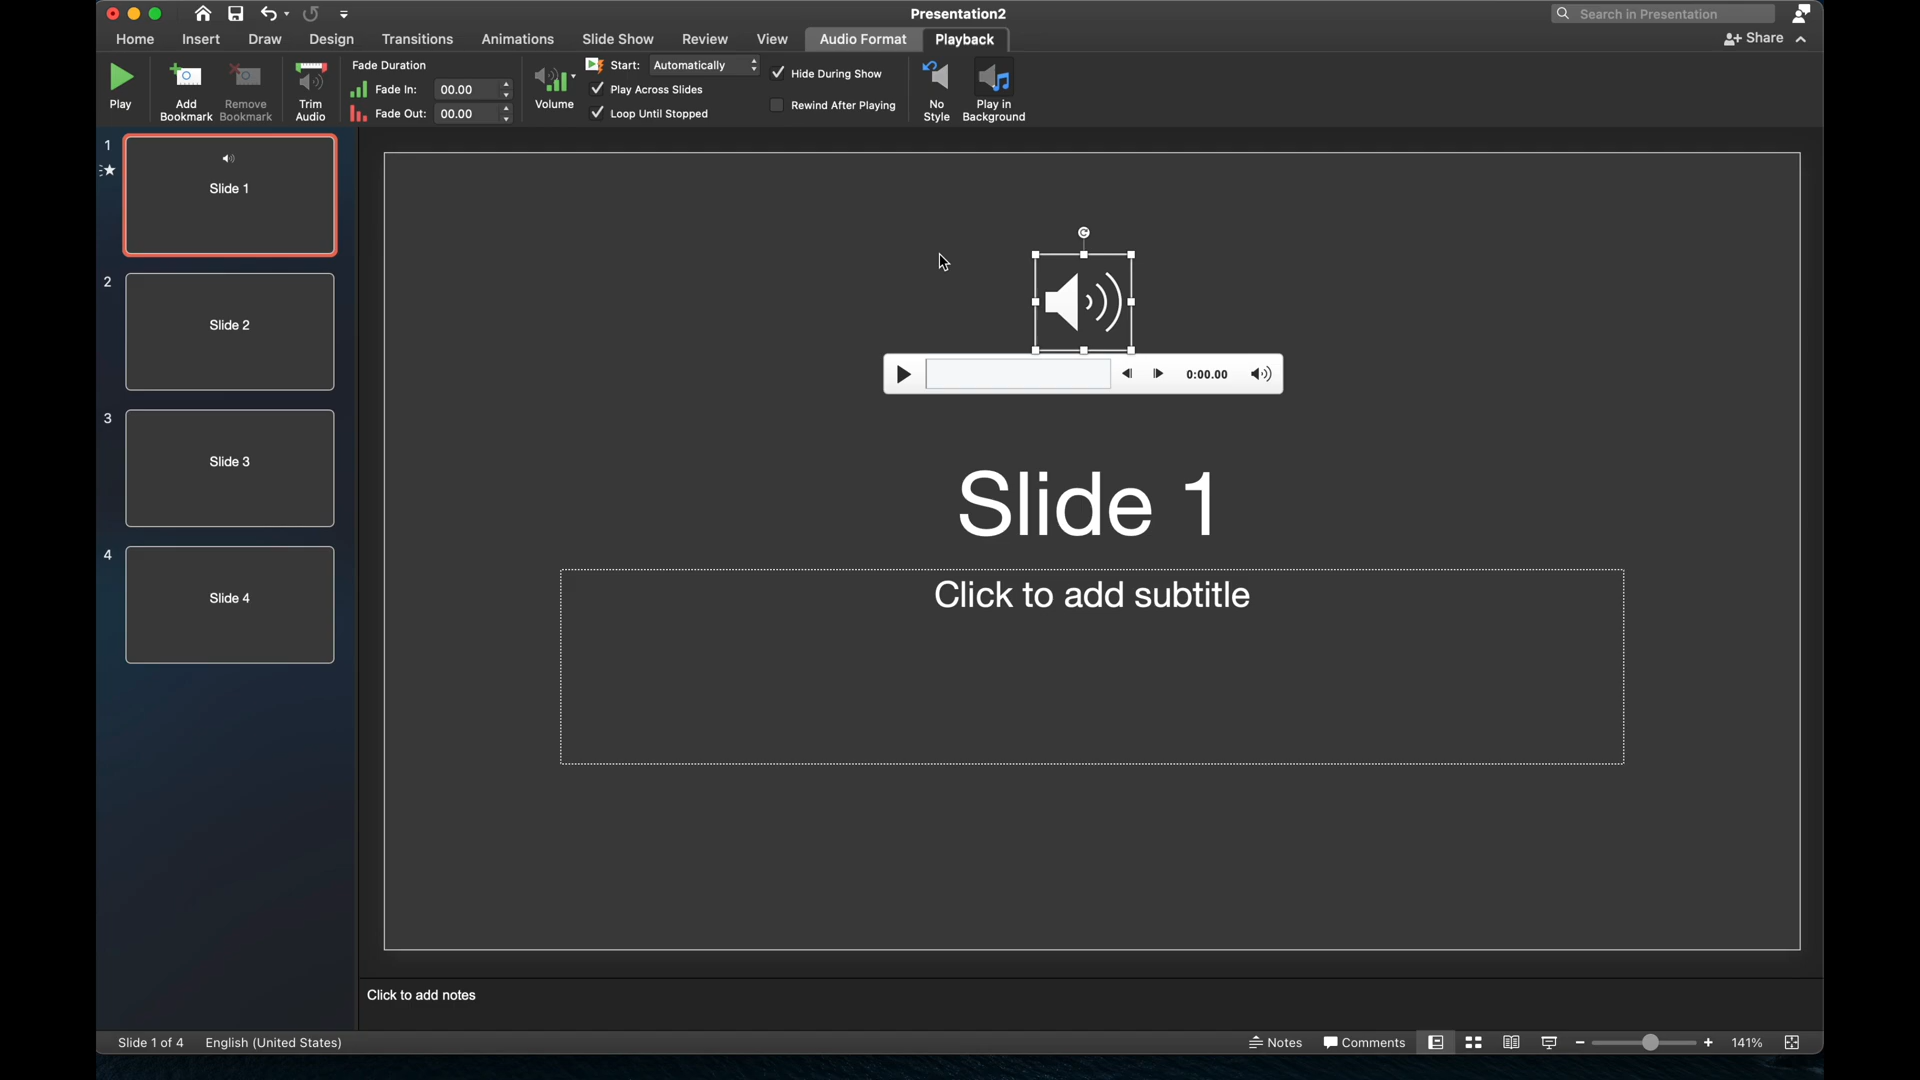 Presentation2
Search in Presentation
Home Insert Draw Design Transitions Animations Slide Show Review View Audio Format Playback Share
Play
Add Bookmark
Remove Bookmark
Trim Audio
Fade Duration
Fade In: 00.00
Fade Out: 00.00
Volume
Start: Automatically
Play Across Slides
Loop Until Stopped
Hide During Show
Rewind After Playing
No Style
Play in Background
1
Slide 1
2
Slide 2
3
Slide 3
4
Slide 4
0:00.00
Slide 1
Click to add subtitle
Click to add notes
Slide 1 of 4 English (United States) Notes Comments 141%